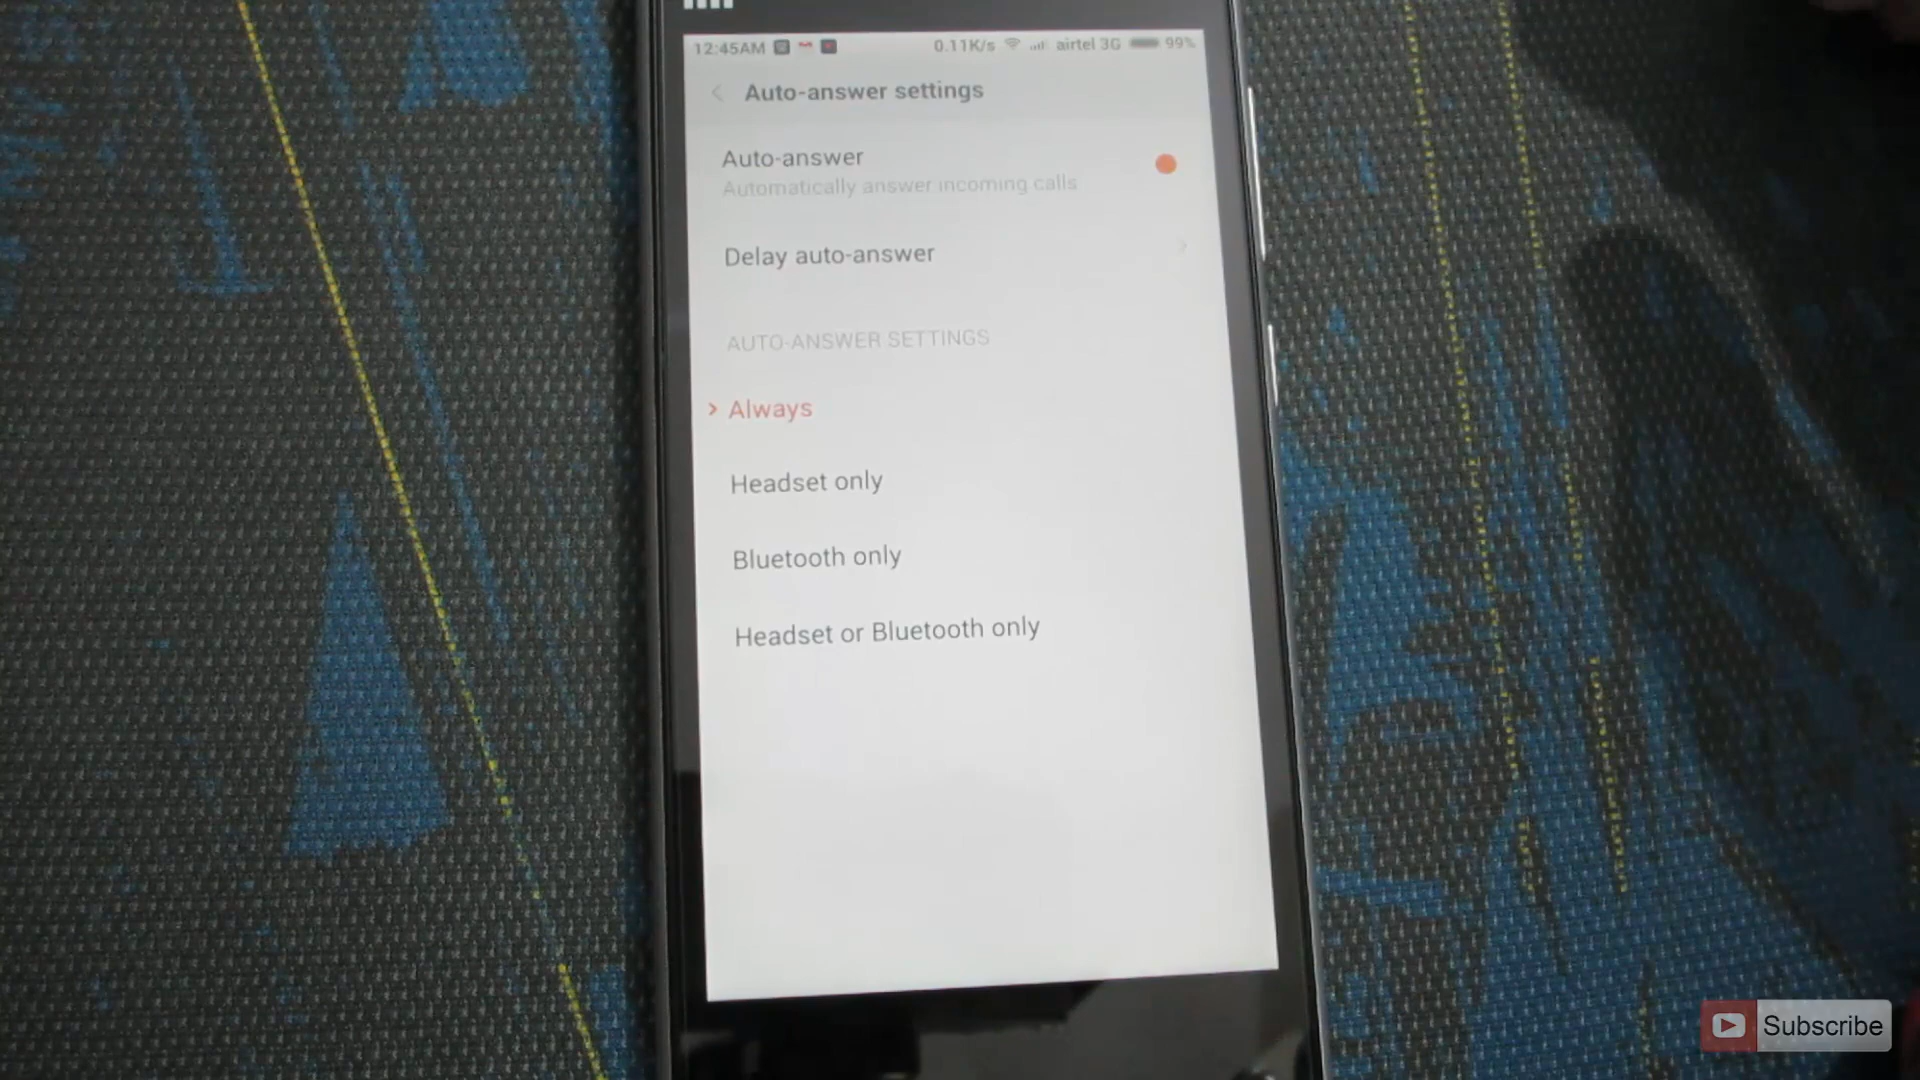 12:45AM 0.11K/s airtel 3G 99%
Auto-answer settings
Auto-answer
Automatically answer incoming calls
Delay auto-answer
AUTO-ANSWER SETTINGS
Always
Headset only
Bluetooth only
Headset or Bluetooth only
Subscribe